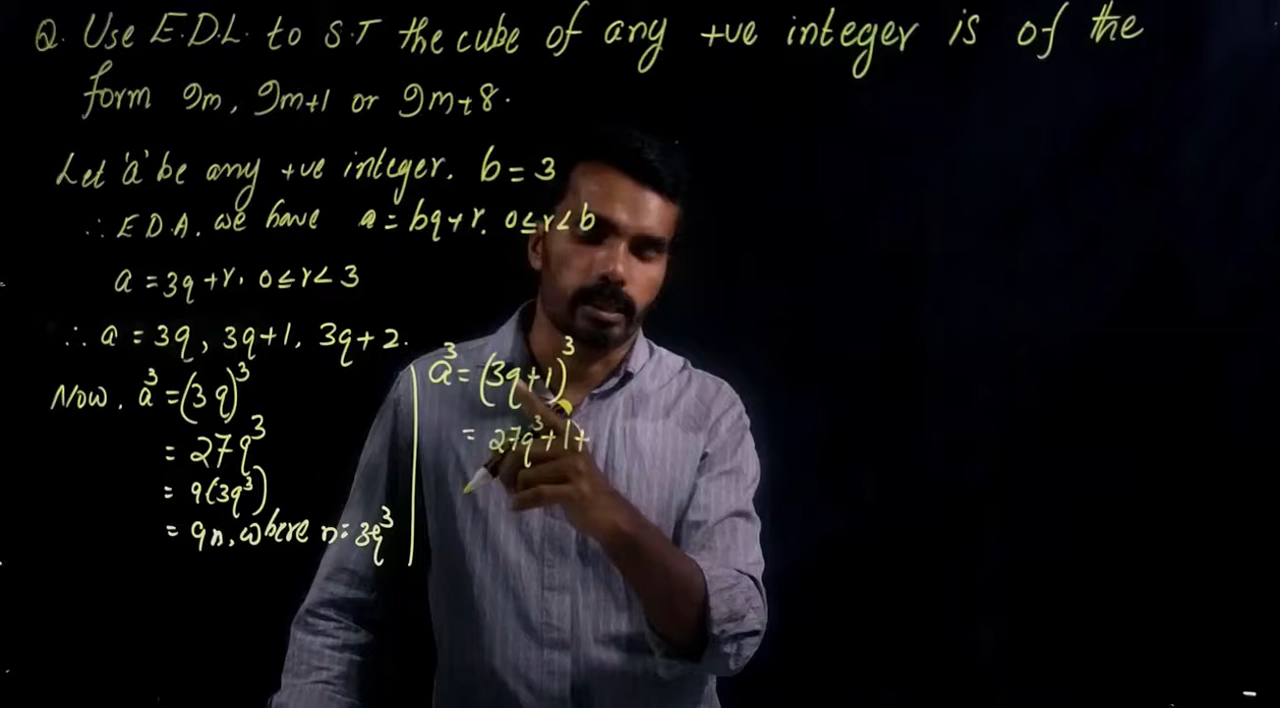 Q. Use E.D.L. to S.T the cube of any +ve integer is of the
form 9m, 9m+1 or 9m+8.
Let 'a' be any +ve integer. b = 3
∴ E.D.A. we have a = bq+r. 0≤r<b
a = 3q+r. 0≤r<3
∴ a = 3q, 3q+1, 3q+2.
Now, a³ = (3q)³
= 27q³
= 9(3q³)
= 9n, where n = 3q³
a³ = (3q+1)³
= 27q³+1+